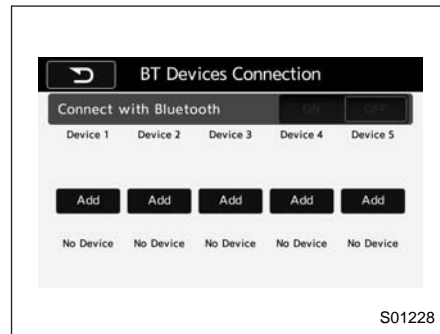 BT Devices Connection
Connect with Bluetooth ON OFF
Device 1 Device 2 Device 3 Device 4 Device 5
Add Add Add Add Add
No Device No Device No Device No Device No Device
S01228